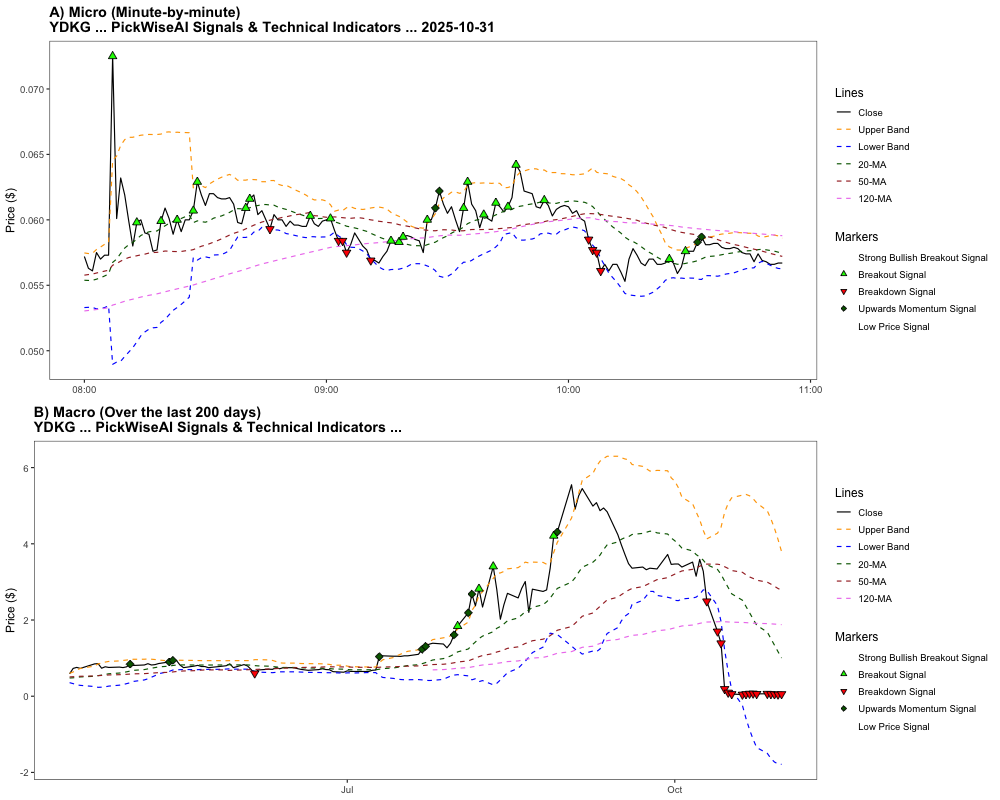 A) Micro (Minute-by-minute)
YDKG ... PickWiseAI Signals & Technical Indicators ... 2025-10-31
Price ($)
0.070
0.065
0.060
0.055
0.050
08:00
09:00
10:00
11:00
Lines
Close
Upper Band
Lower Band
20-MA
50-MA
120-MA
Markers
Strong Bullish Breakout Signal
Breakout Signal
Breakdown Signal
Upwards Momentum Signal
Low Price Signal
B) Macro (Over the last 200 days)
YDKG ... PickWiseAI Signals & Technical Indicators ...
Price ($)
6
4
2
0
-2
Jul
Oct
Lines
Close
Upper Band
Lower Band
20-MA
50-MA
120-MA
Markers
Strong Bullish Breakout Signal
Breakout Signal
Breakdown Signal
Upwards Momentum Signal
Low Price Signal